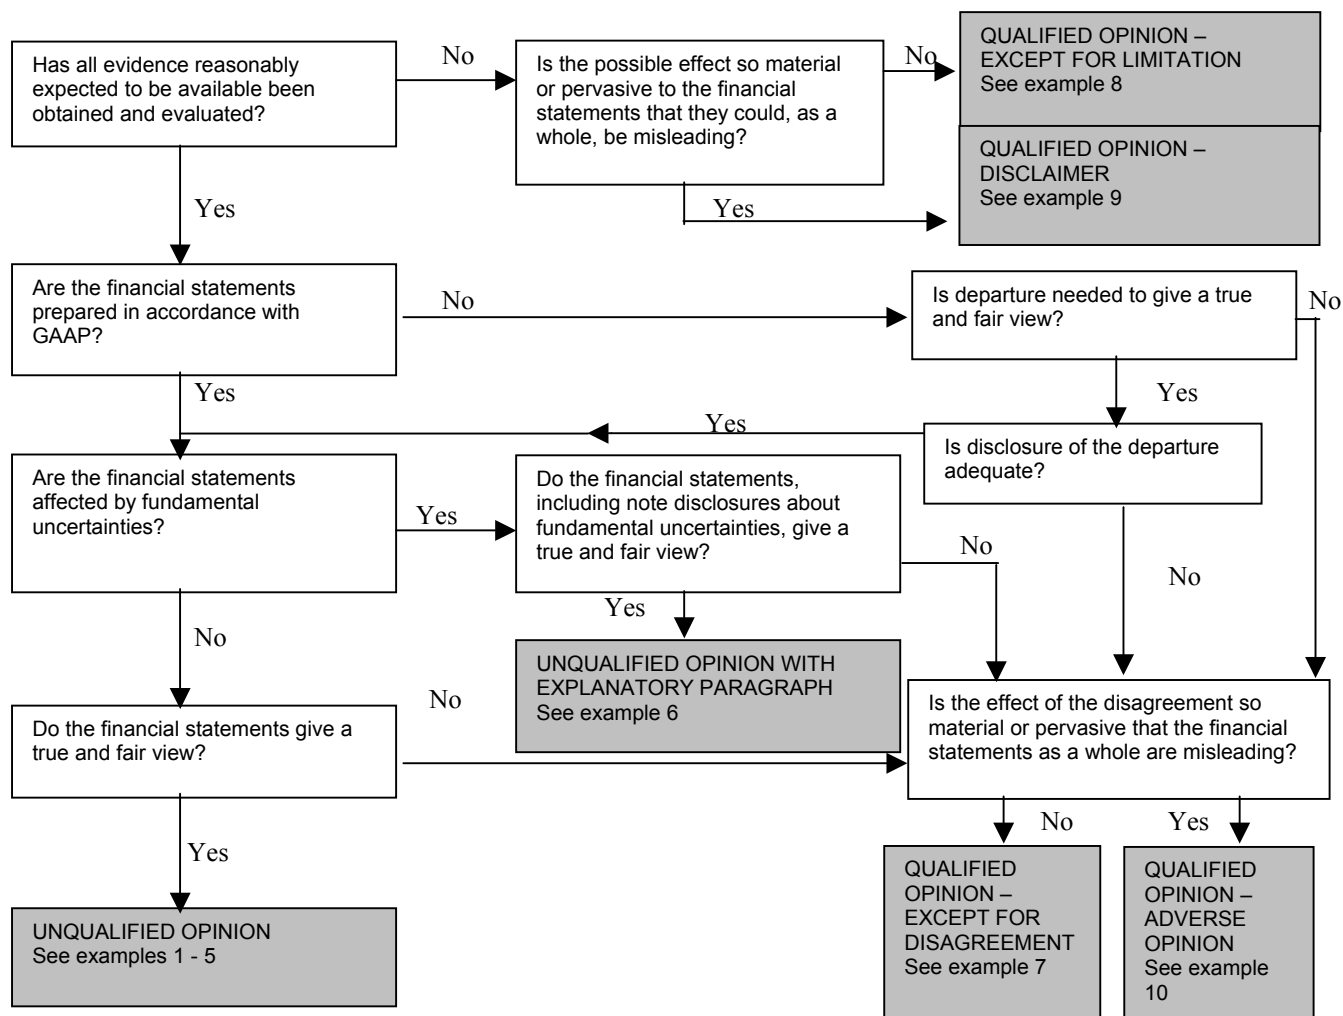 Has all evidence reasonably
expected to be available been
obtained and evaluated?
No
Is the possible effect so material
or pervasive to the financial
statements that they could, as a
whole, be misleading?
No
QUALIFIED OPINION –
EXCEPT FOR LIMITATION
See example 8
QUALIFIED OPINION –
DISCLAIMER
See example 9
Yes
Yes
Are the financial statements
prepared in accordance with
GAAP?
No
Is departure needed to give a true
and fair view?
No
Yes
Yes
Yes
Is disclosure of the departure
adequate?
Are the financial statements
affected by fundamental
uncertainties?
Yes
Do the financial statements,
including note disclosures about
fundamental uncertainties, give a
true and fair view?
No
No
Yes
No
UNQUALIFIED OPINION WITH
EXPLANATORY PARAGRAPH
See example 6
Do the financial statements give a
true and fair view?
No
Is the effect of the disagreement so
material or pervasive that the financial
statements as a whole are misleading?
Yes
No
Yes
UNQUALIFIED OPINION
See examples 1 - 5
QUALIFIED
OPINION –
EXCEPT FOR
DISAGREEMENT
See example 7
QUALIFIED
OPINION –
ADVERSE
OPINION
See example
10